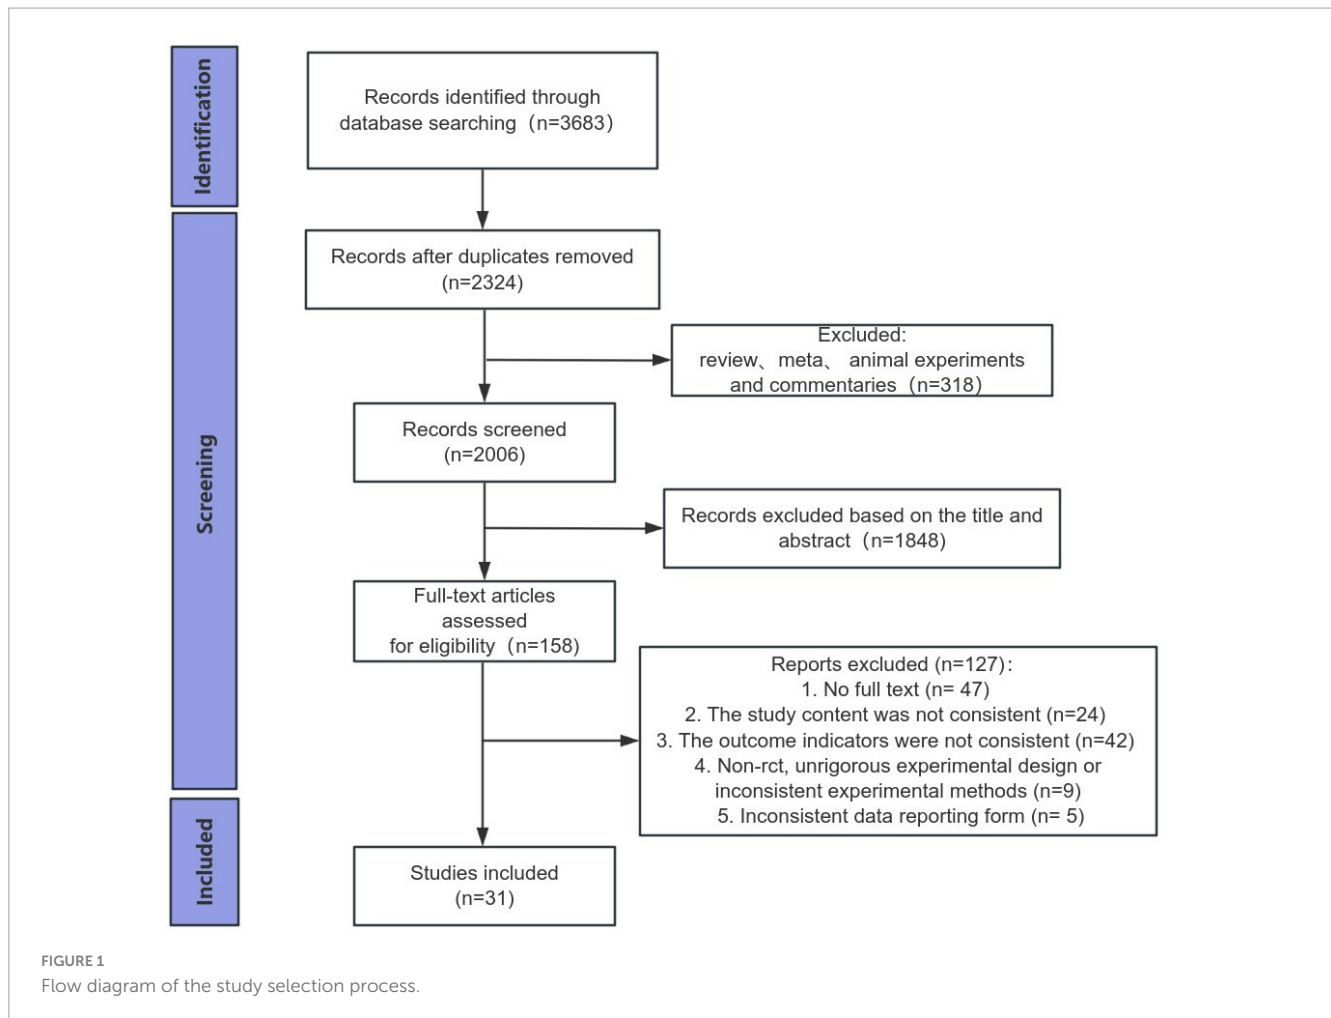 Identification
Records identified through
database searching（n=3683)
Records after duplicates removed
(n=2324)
Excluded:
review、meta、 animal experiments
and commentaries（n=318)
Screening
Records screened
(n=2006)
Records excluded based on the title and
abstract（n=1848)
Full-text articles
assessed
for eligibility（n=158)
Reports excluded (n=127)：
1. No full text (n= 47)
2. The study content was not consistent (n=24)
3. The outcome indicators were not consistent (n=42)
4. Non-rct, unrigorous experimental design or
inconsistent experimental methods (n=9)
5. Inconsistent data reporting form (n= 5)
Included
Studies included
(n=31)
FIGURE 1
Flow diagram of the study selection process.